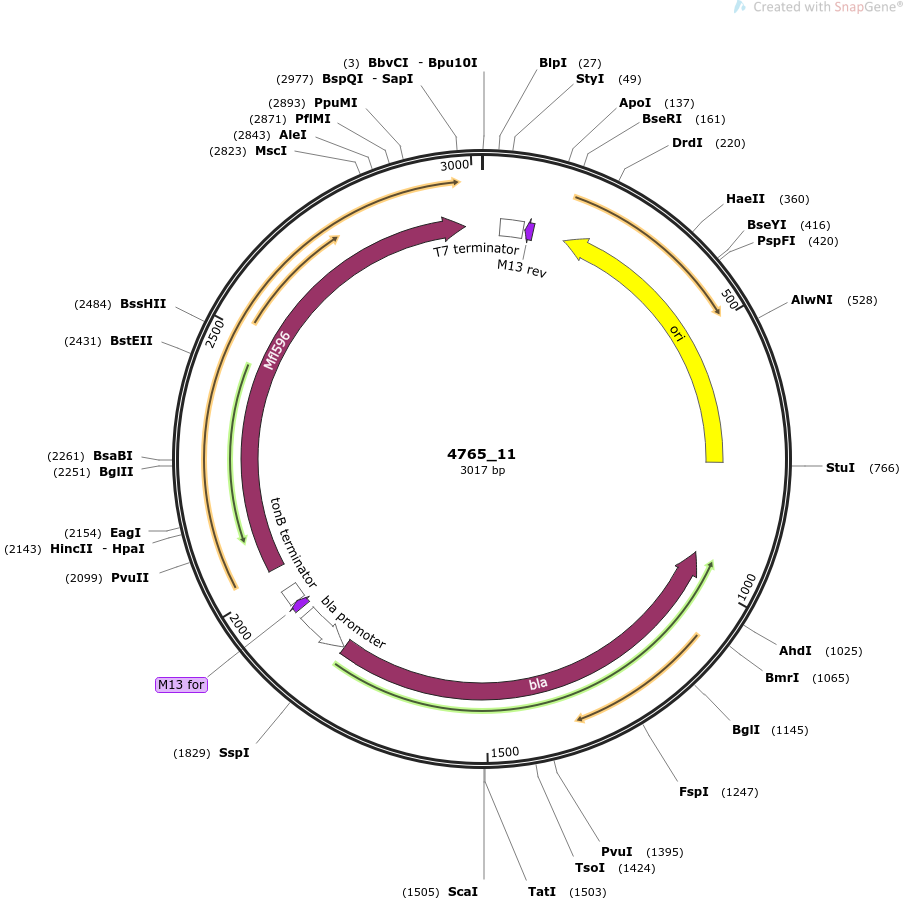 Created with SnapGene®
(3) BbvCI - Bpu10I
(2977) BspQI - SapI
(2893) PpuMI
(2871) PflMI
(2843) AleI
(2823) MscI
BlpI (27)
StyI (49)
ApoI (137)
BseRI (161)
DrdI (220)
HaeII (360)
BseYI (416)
PspFI (420)
AlwNI (528)
StuI (766)
AhdI (1025)
BmrI (1065)
BglI (1145)
FspI (1247)
PvuI (1395)
TsoI (1424)
TatI (1503)
(1505) ScaI
(1829) SspI
M13 for
(2099) PvuII
(2143) HincII - HpaI
(2154) EagI
(2251) BglII
(2261) BsaBI
(2431) BstEII
(2484) BssHII
3000
500
1000
1500
2000
2500
T7 terminator
M13 rev
ori
Mfl596
tonB terminator
bla promoter
bla
4765_11
3017 bp